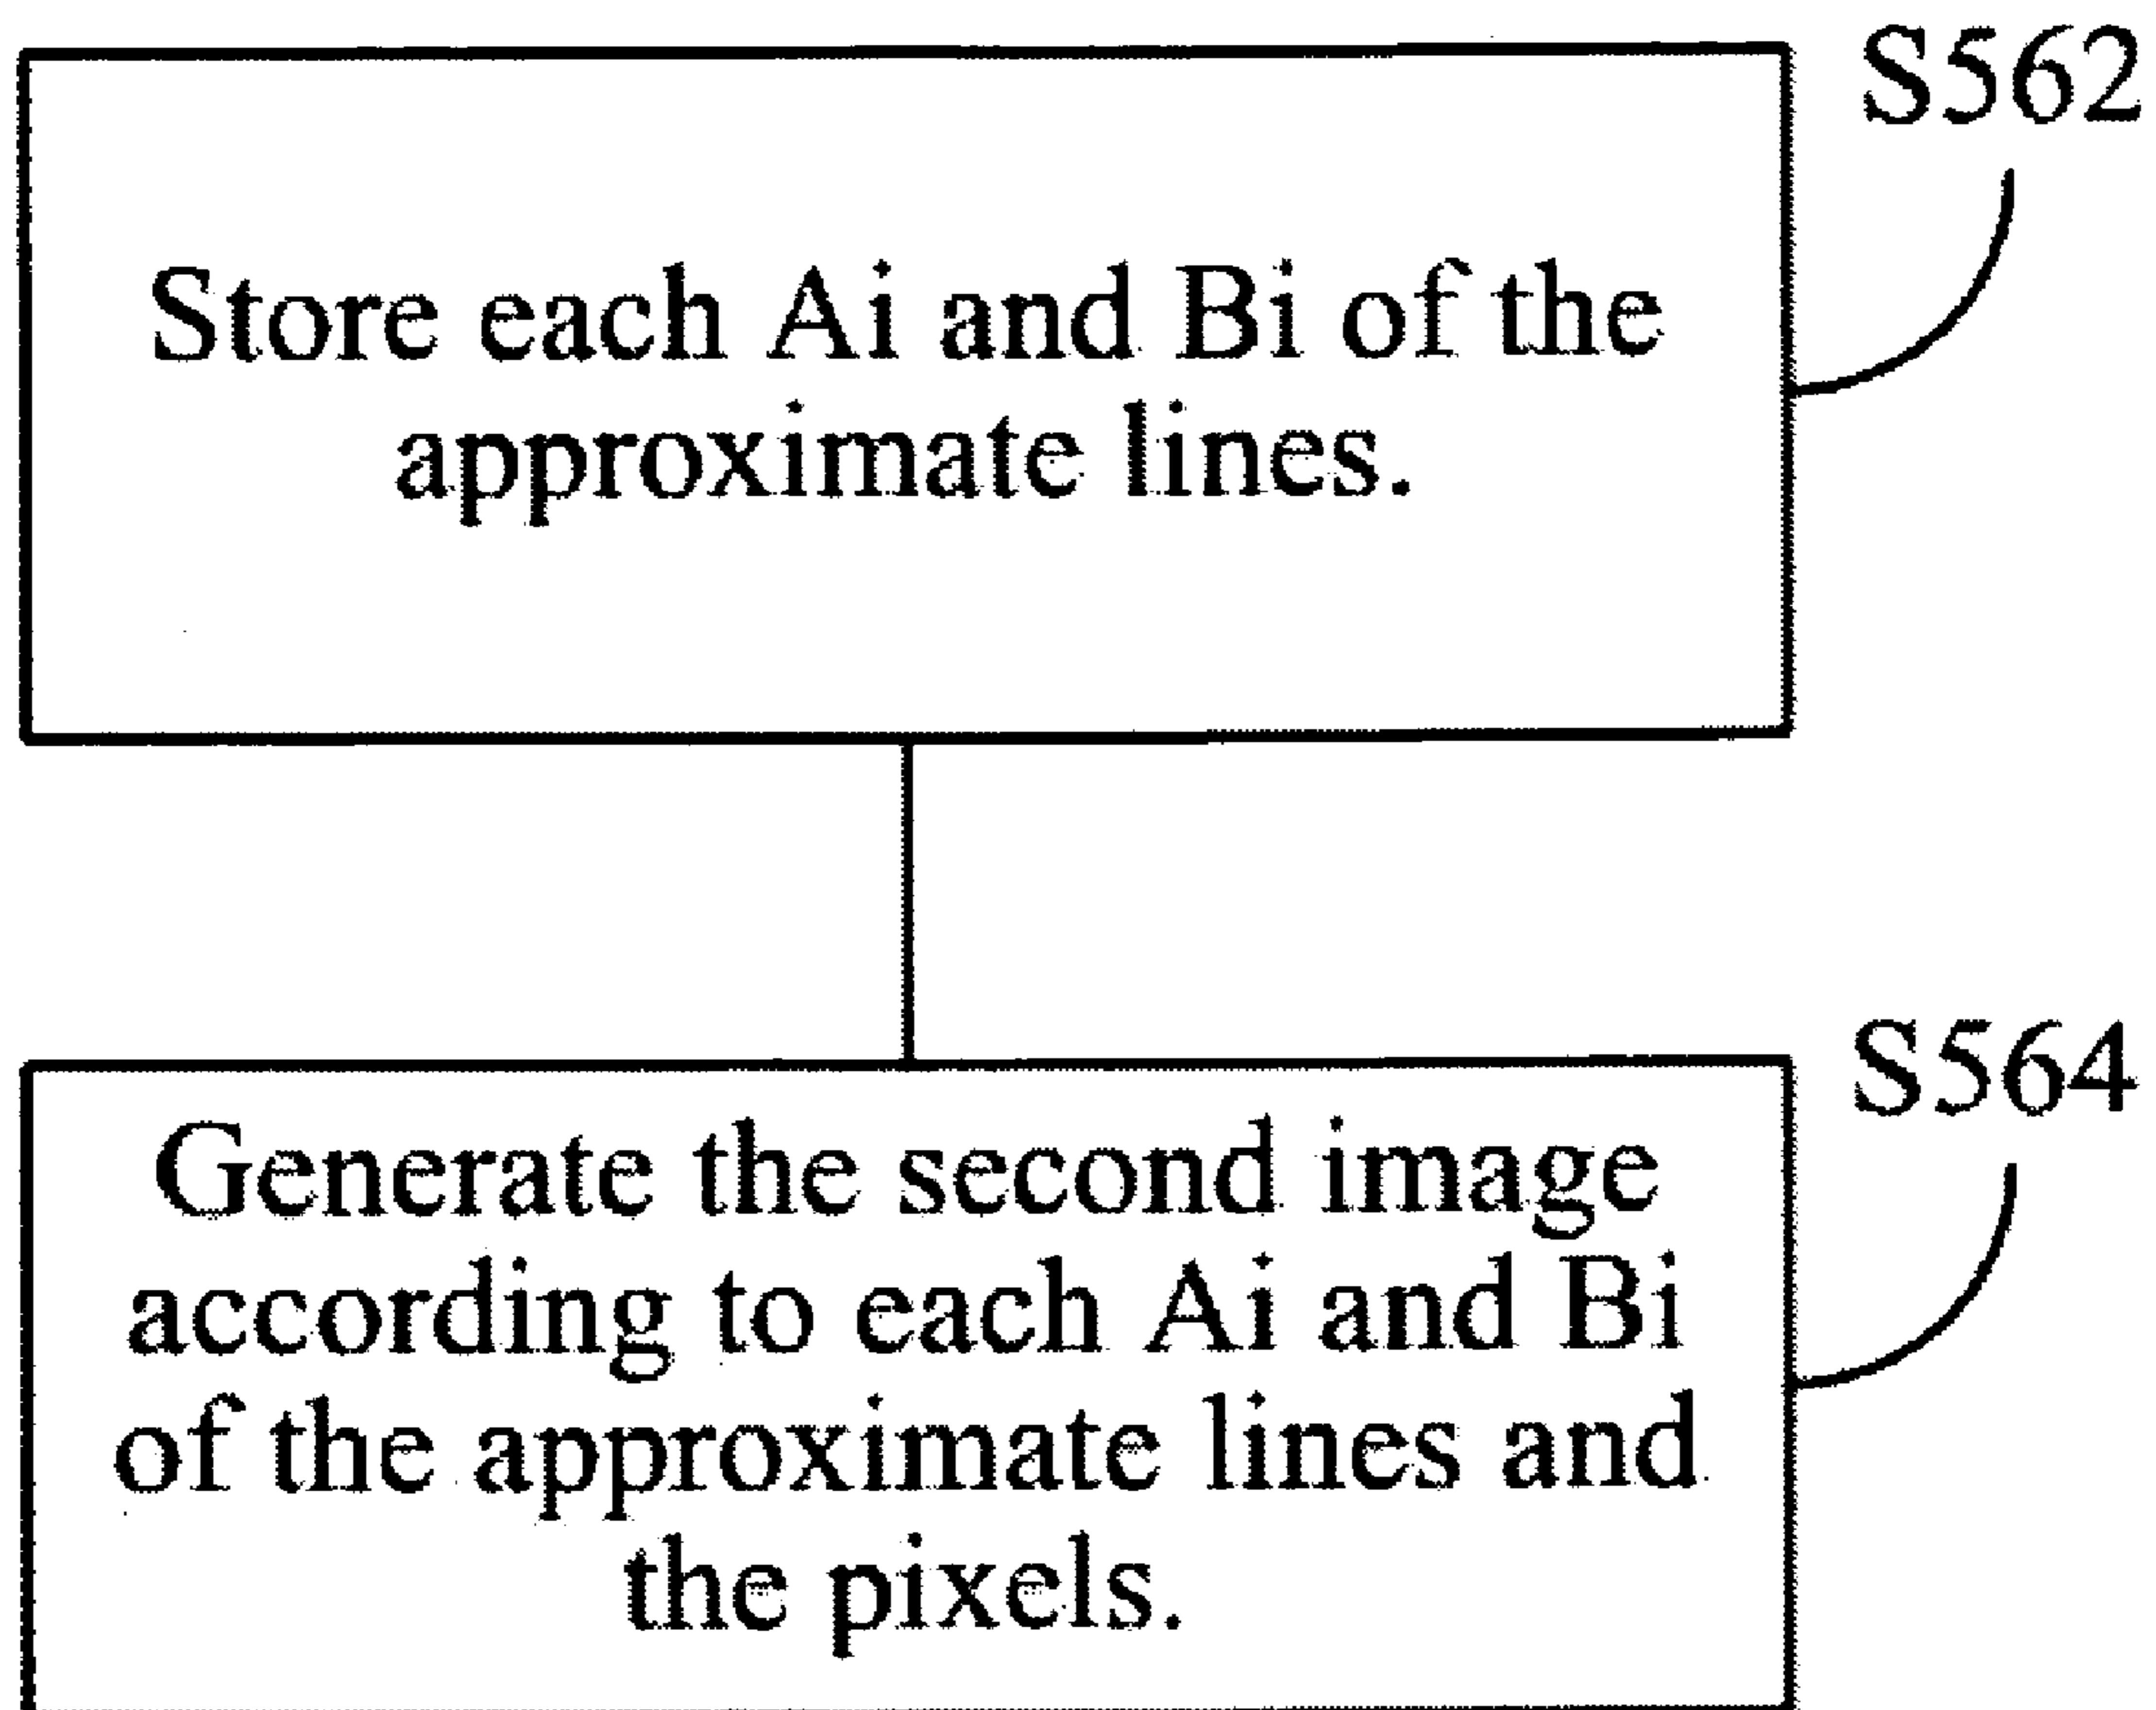 S562
Store each Ai and Bi of the
approximate lines.
S564
Generate the second image
according to each Ai and Bi
of the approximate lines and
the pixels.